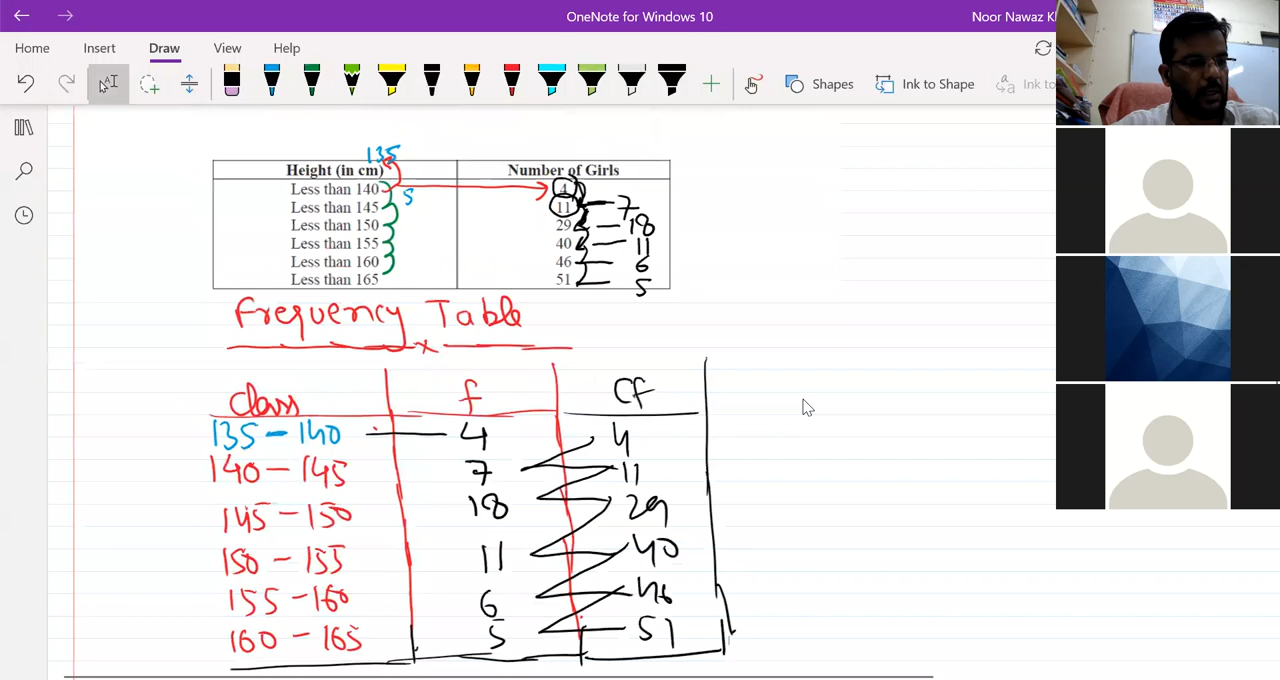 OneNote for Windows 10
Noor Nawaz K
Home Insert Draw View Help
Shapes Ink to Shape Ink to
135
Height (in cm) Number of Girls
Less than 140 4
5
Less than 145 11 7
Less than 150 29 18
Less than 155 40 11
Less than 160 46 6
Less than 165 51 5
Frequency Table
class f Cf
135 - 140 4 4
140 - 145 7 11
145 - 150 18 29
150 - 155 11 40
155 - 160 6 46
160 - 165 5 51